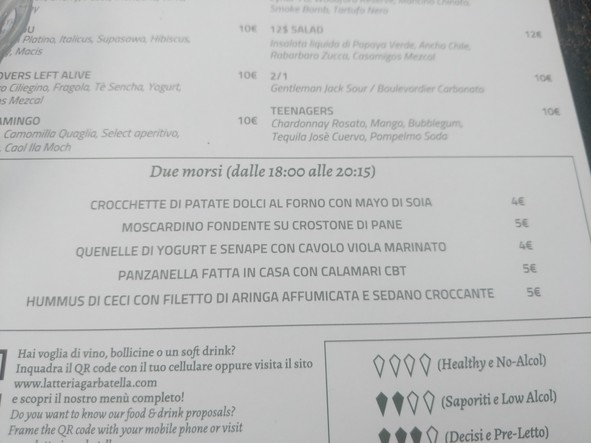 Smoke Bomb, Tartufo Nero
10€
Platino, Italicus, Supasawa, Hibiscus,
Macis
12$ SALAD 12€
Insalata liquida di Papaya Verde, Ancho Chile,
Rabarbaro Zucca, Casamigos Mezcal
OVERS LEFT ALIVE 10€
Ciliegino, Fragola, Tè Sencha, Yogurt,
Mezcal
2/1 10€
Gentleman Jack Sour / Boulevardier Carbonato
AMINGO 10€
Camomilla Quaglia, Select aperitivo,
Caol Ila Moch
TEENAGERS 10€
Chardonnay Rosato, Mango, Bubblegum,
Tequila Josè Cuervo, Pompelmo Soda
Due morsi (dalle 18:00 alle 20:15)
CROCCHETTE DI PATATE DOLCI AL FORNO CON MAYO DI SOIA 4€
MOSCARDINO FONDENTE SU CROSTONE DI PANE 5€
QUENELLE DI YOGURT E SENAPE CON CAVOLO VIOLA MARINATO 4€
PANZANELLA FATTA IN CASA CON CALAMARI CBT 5€
HUMMUS DI CECI CON FILETTO DI ARINGA AFFUMICATA E SEDANO CROCCANTE 5€
Hai voglia di vino, bollicine o un soft drink?
Inquadra il QR code con il tuo cellulare oppure visita il sito
www.latteriagarbatella.com
e scopri il nostro menù completo!
Do you want to know our food & drink proposals?
Frame the QR code with your mobile phone or visit
(Healthy e No-Alcol)
(Saporiti e Low Alcol)
(Decisi e Pre-Letto)